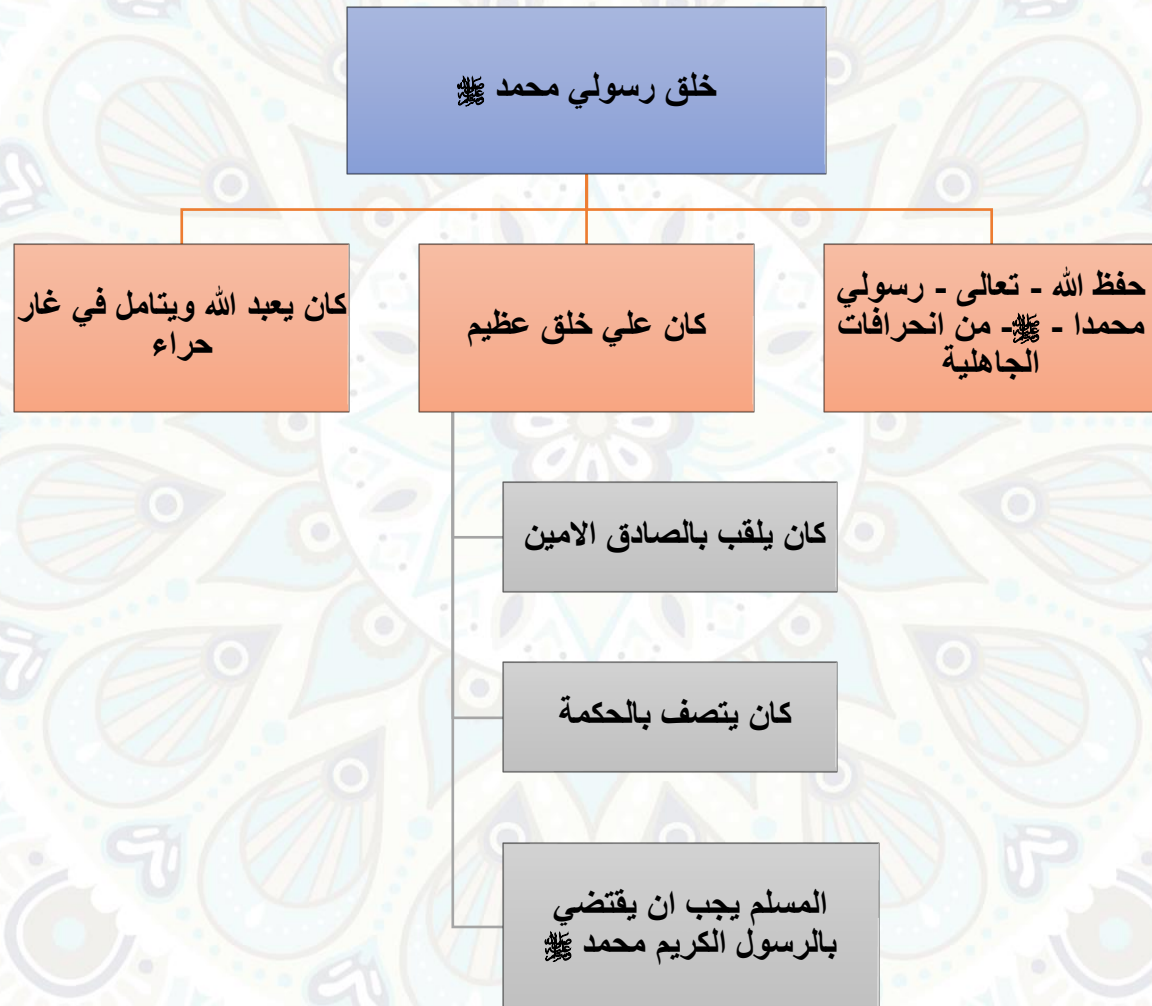 خلق رسولي محمد ﷺ
حفظ الله - تعالى - رسولي
محمدا - ﷺ- من انحرافات
الجاهلية
كان علي خلق عظيم
كان يعبد الله ويتامل في غار
حراء
كان يلقب بالصادق الامين
كان يتصف بالحكمة
المسلم يجب ان يقتضي
بالرسول الكريم محمد ﷺ